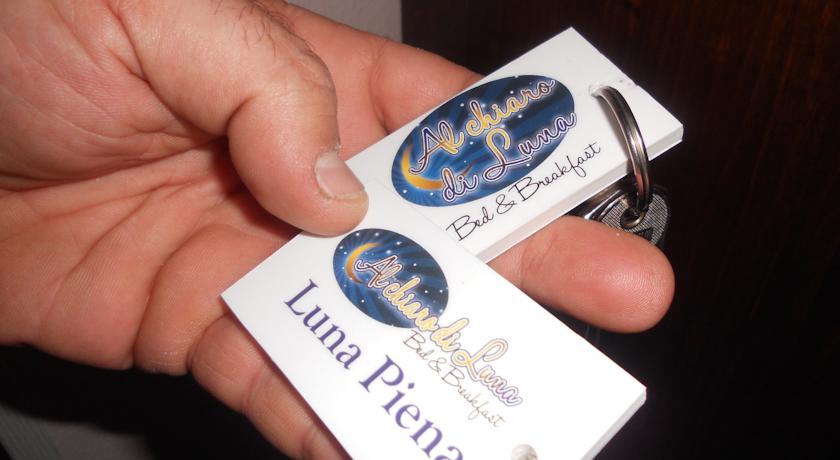 Al chiaro
di Luna
Bed & Breakfast
Al chiaro di Luna
Bed & Breakfast
Luna Piena